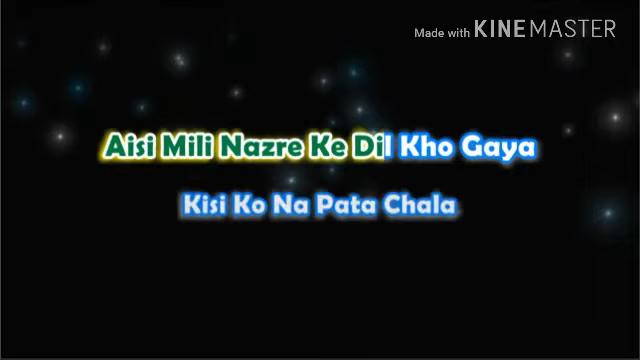 Made with KINEMASTER
Aisi Mili Nazre Ke Dil Kho Gaya
Kisi Ko Na Pata Chala